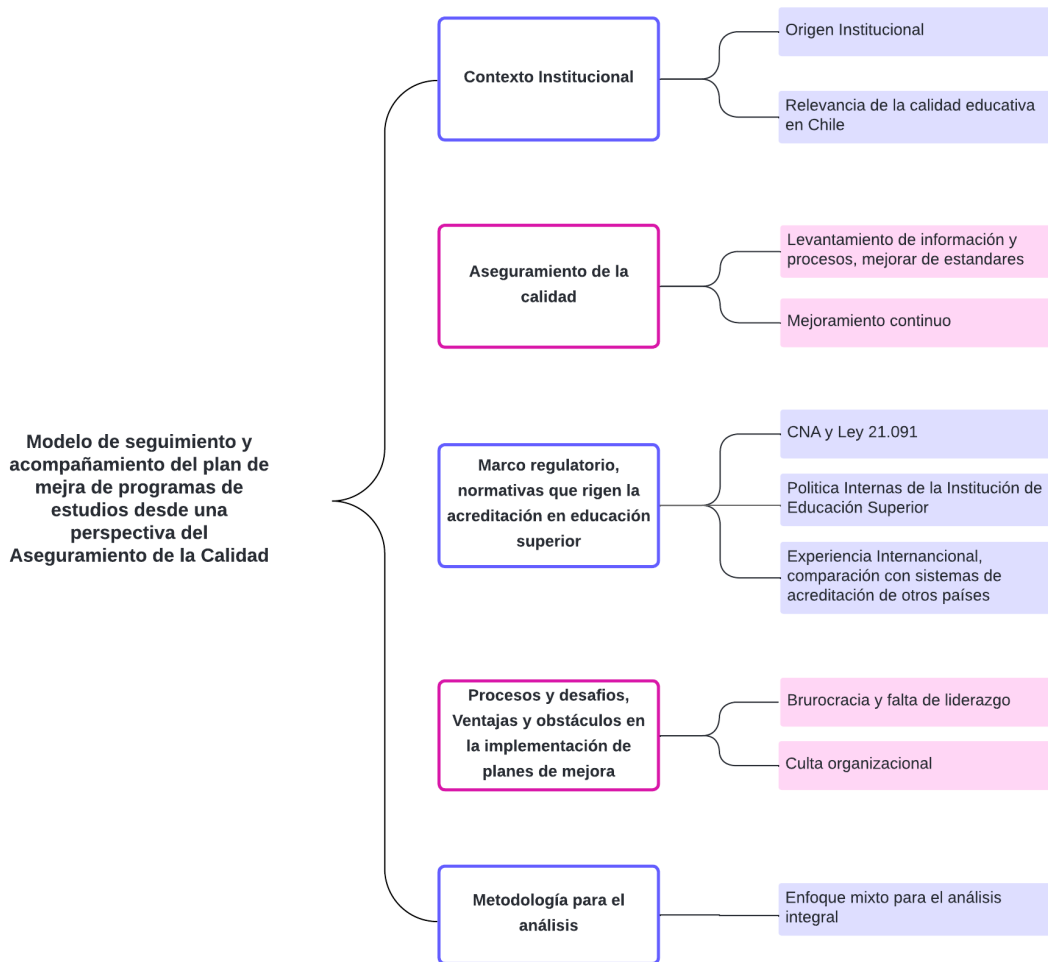 Modelo de seguimiento y
acompañamiento del plan de
mejra de programas de
estudios desde una
perspectiva del
Aseguramiento de la Calidad
Contexto Institucional
Origen Institucional
Relevancia de la calidad educativa
en Chile
Aseguramiento de la
calidad
Levantamiento de información y
procesos, mejorar de estandares
Mejoramiento continuo
Marco regulatorio,
normativas que rigen la
acreditación en educación
superior
CNA y Ley 21.091
Politica Internas de la Institución de
Educación Superior
Experiencia Internancional,
comparación con sistemas de
acreditación de otros países
Procesos y desafios,
Ventajas y obstáculos en
la implementación de
planes de mejora
Brurocracia y falta de liderazgo
Culta organizacional
Metodología para el
análisis
Enfoque mixto para el análisis
integral